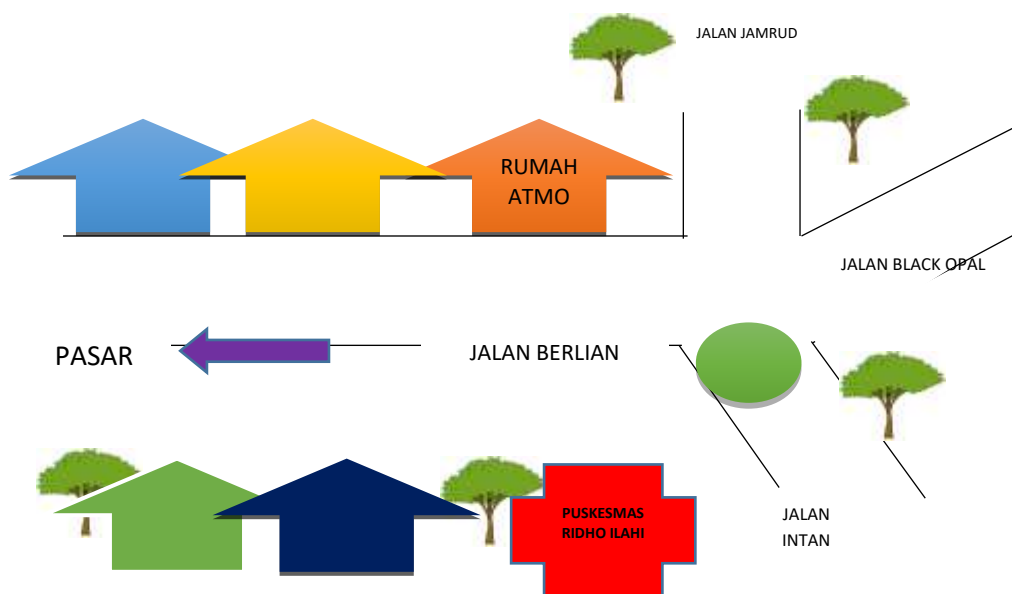 JALAN JAMRUD
RUMAH
ATMO
JALAN BLACK OPAL
PASAR
JALAN BERLIAN
PUSKESMAS
RIDHO ILAHI
JALAN
INTAN